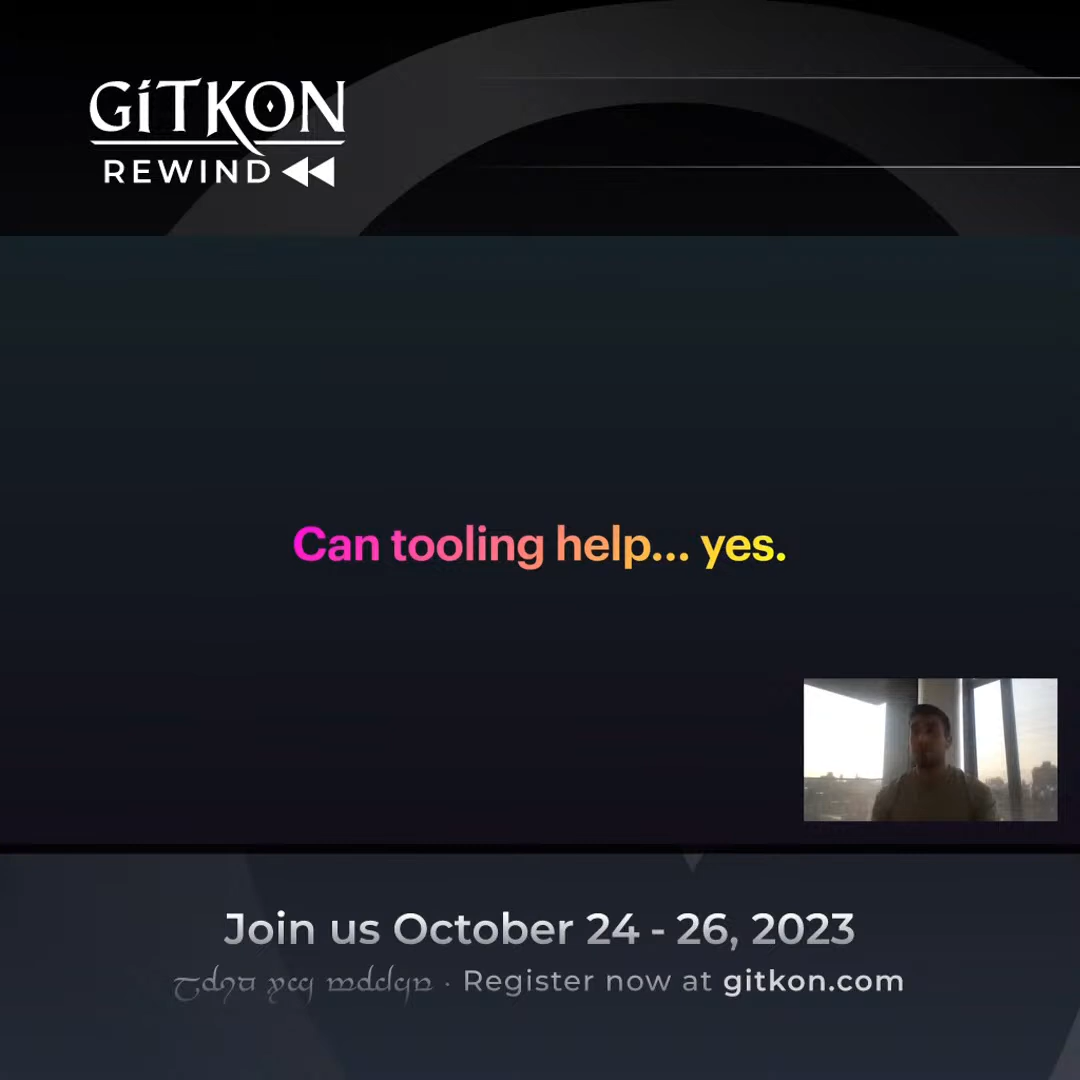 GiTKON
REWIND
Can tooling help... yes.
Join us October 24 - 26, 2023
· Register now at gitkon.com